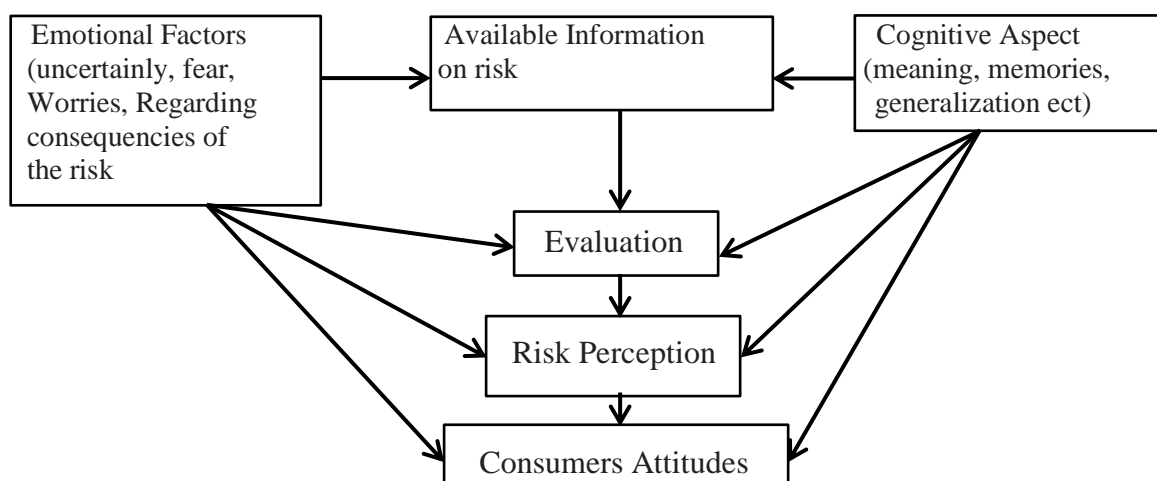 Emotional Factors
(uncertainly, fear,
Worries, Regarding
consequencies of
the risk
Available Information
on risk
Cognitive Aspect
(meaning, memories,
generalization ect)
Evaluation
Risk Perception
Consumers Attitudes